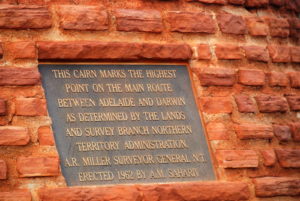 THIS CAIRN MARKS THE HIGHEST
POINT ON THE MAIN ROUTE
BETWEEN ADELAIDE AND DARWIN
AS DETERMINED BY THE LANDS
AND SURVEY BRANCH NORTHERN
TERRITORY ADMINISTRATION.
A.R. MILLER SURVEYOR GENERAL N.T.
ERECTED 1962 BY A.M. SAHARIV